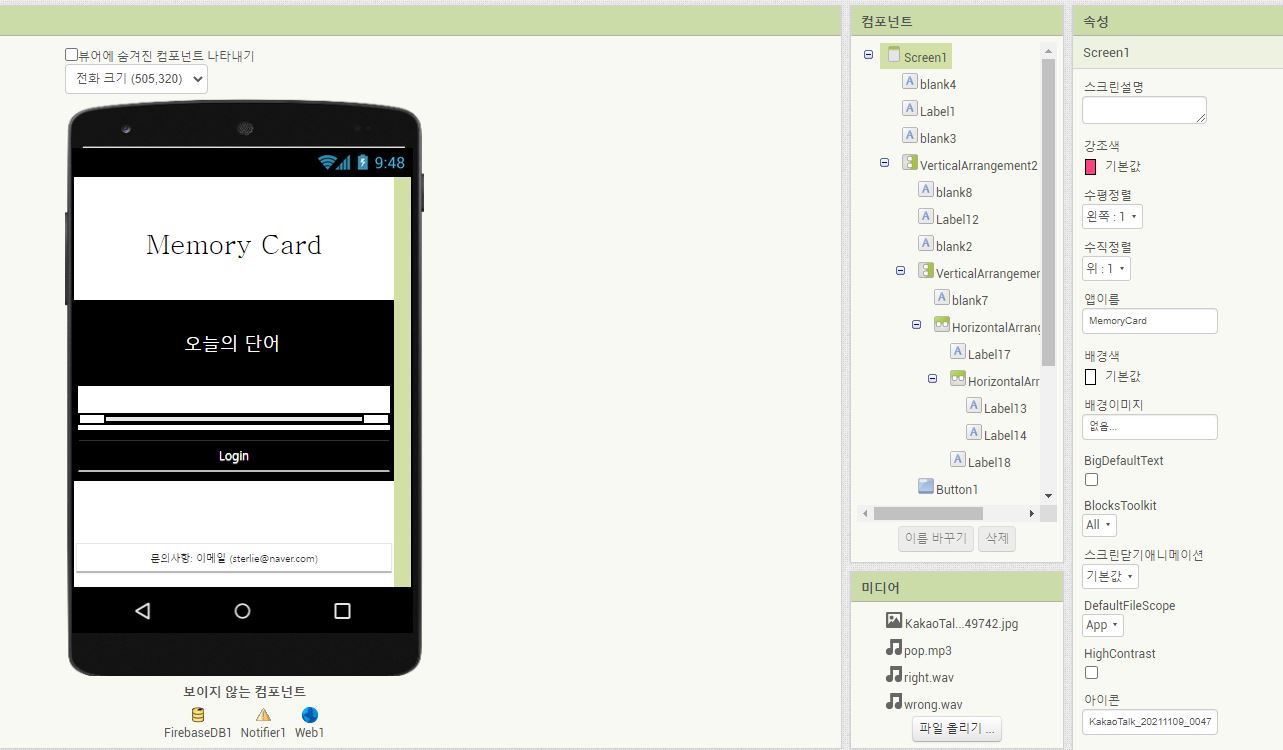 컴포넌트
속성
뷰어에 숨겨진 컴포넌트 나타내기
전화 크기 (505,320)
9:48
Memory Card
오늘의 단어
Login
문의사항: 이메일 (sterlie@naver.com)
보이지 않는 컴포넌트
FirebaseDB1
Notifier1
Web1
Screen1
blank4
Label1
blank3
VerticalArrangement2
blank8
Label12
blank2
VerticalArrangemer
blank7
HorizontalArrang
Label17
HorizontalArr
Label13
Label14
Label18
Button1
이름 바꾸기
삭제
미디어
KakaoTal...49742.jpg
pop.mp3
right.wav
wrong.wav
파일 올리기 ...
Screen1
스크린설명
강조색
기본값
수평정렬
왼쪽 : 1
수직정렬
위 : 1
앱이름
MemoryCard
배경색
기본값
배경이미지
없음...
BigDefaultText
BlocksToolkit
All
스크린닫기애니메이션
기본값
DefaultFileScope
App
HighContrast
아이콘
KakaoTalk_20211109_0047